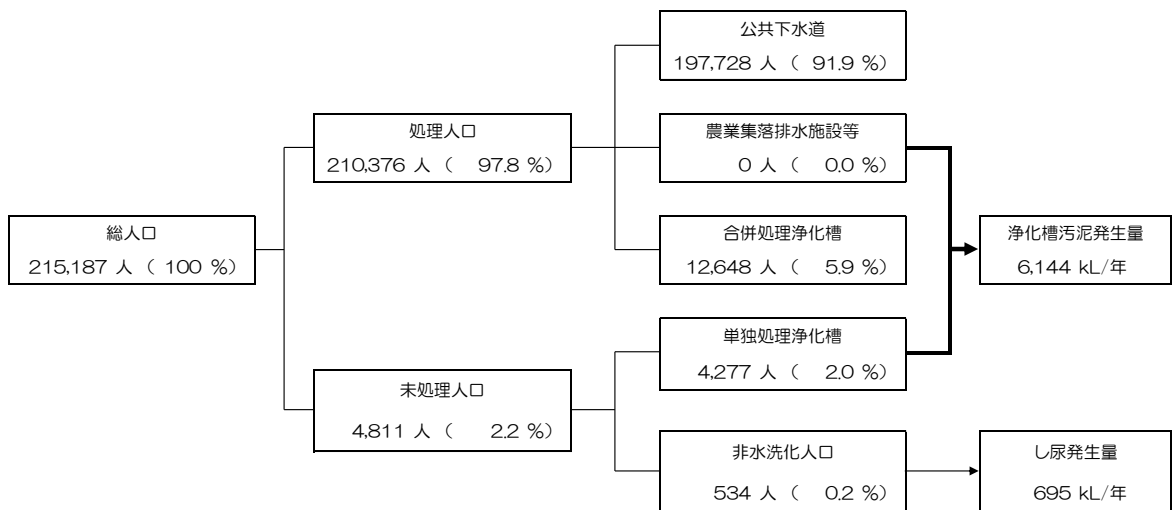 公共下水道
197,728 人 ( 91.9 %)
処理人口
210,376 人 ( 97.8 %)
農業集落排水施設等
0 人 ( 0.0 %)
総人口
215,187 人 ( 100 %)
合併処理浄化槽
12,648 人 ( 5.9 %)
浄化槽汚泥発生量
6,144 kL/年
単独処理浄化槽
4,277 人 ( 2.0 %)
未処理人口
4,811 人 ( 2.2 %)
非水洗化人口
534 人 ( 0.2 %)
し尿発生量
695 kL/年